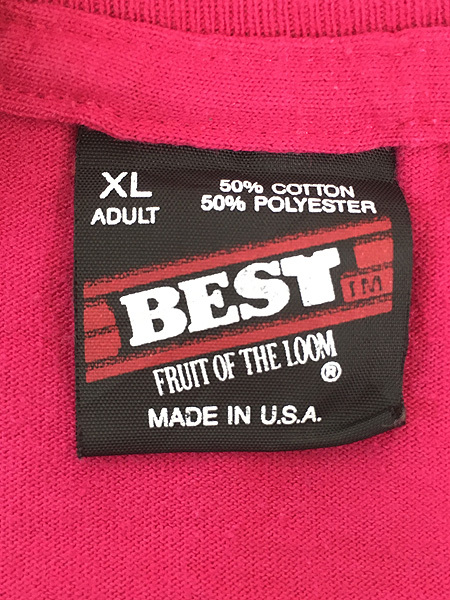 XL
ADULT
50% COTTON
50% POLYESTER
BEST TM
FRUIT OF THE LOOM ®
MADE IN U.S.A.